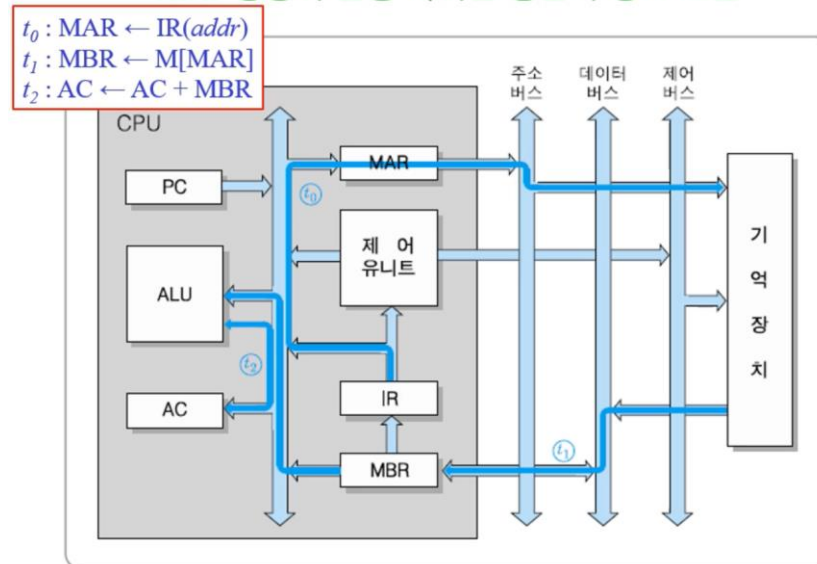 t₀ : MAR ← IR(addr)
t₁ : MBR ← M[MAR]
t₂ : AC ← AC + MBR
주소
버스
데이터
버스
제어
버스
CPU
MAR
PC
t₀
제 어
유니트
기
억
장
치
ALU
t₂
IR
AC
t₁
MBR